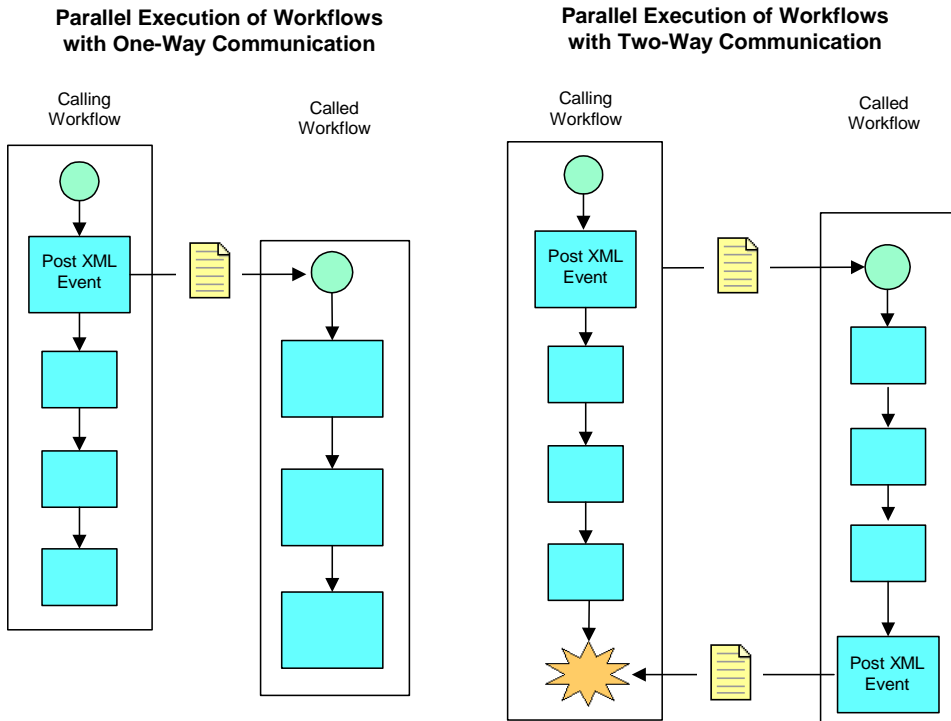 Parallel Execution of Workflows
with One-Way Communication
Calling
Workflow
Called
Workflow
Post XML
Event
Parallel Execution of Workflows
with Two-Way Communication
Calling
Workflow
Called
Workflow
Post XML
Event
Post XML
Event